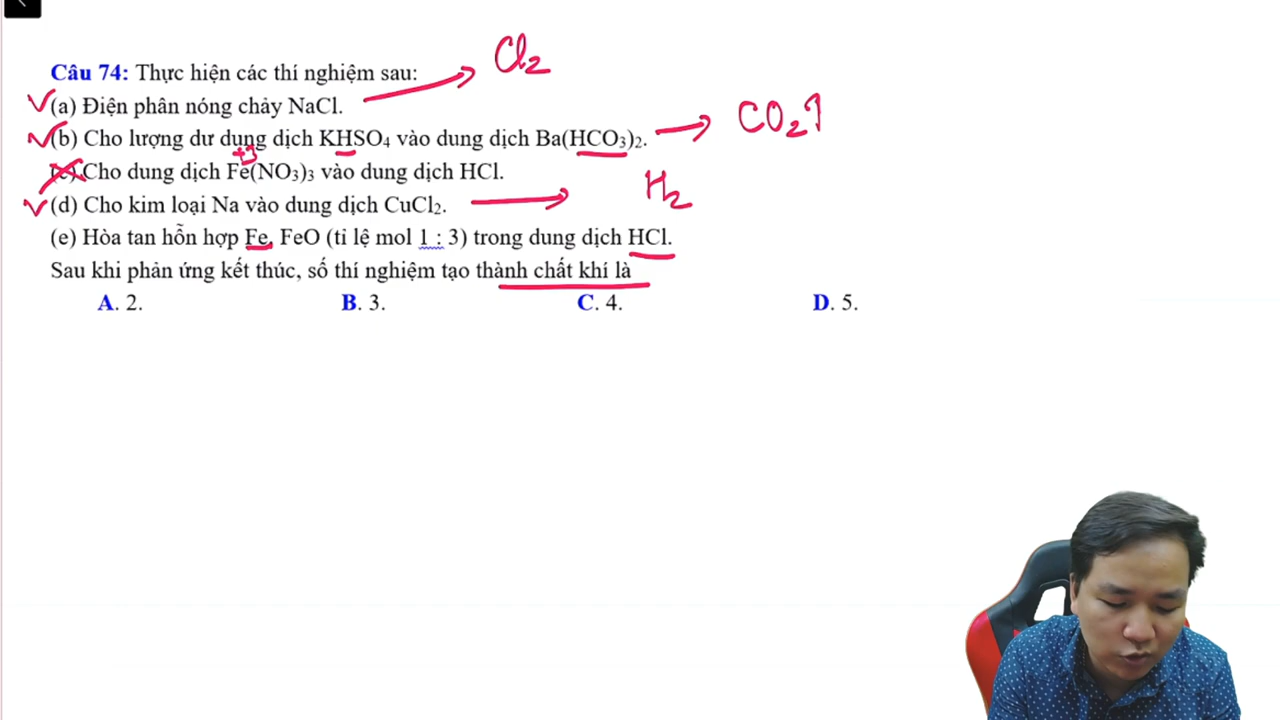 Câu 74: Thực hiện các thí nghiệm sau:
Cl2
(a) Điện phân nóng chảy NaCl.
(b) Cho lượng dư dung dịch KHSO4 vào dung dịch Ba(HCO3)2.
CO2↑
+3
(c) Cho dung dịch Fe(NO3)3 vào dung dịch HCl.
(d) Cho kim loại Na vào dung dịch CuCl2.
H2
(e) Hòa tan hỗn hợp Fe, FeO (tỉ lệ mol 1 : 3) trong dung dịch HCl.
Sau khi phản ứng kết thúc, số thí nghiệm tạo thành chất khí là
A. 2. B. 3. C. 4. D. 5.